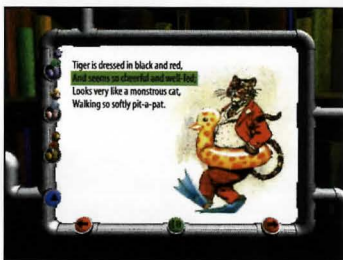 Tiger is dressed in black and red,
And seems so cheerful and well-fed;
Looks very like a monstrous cat,
Walking so softly pit-a-pat.